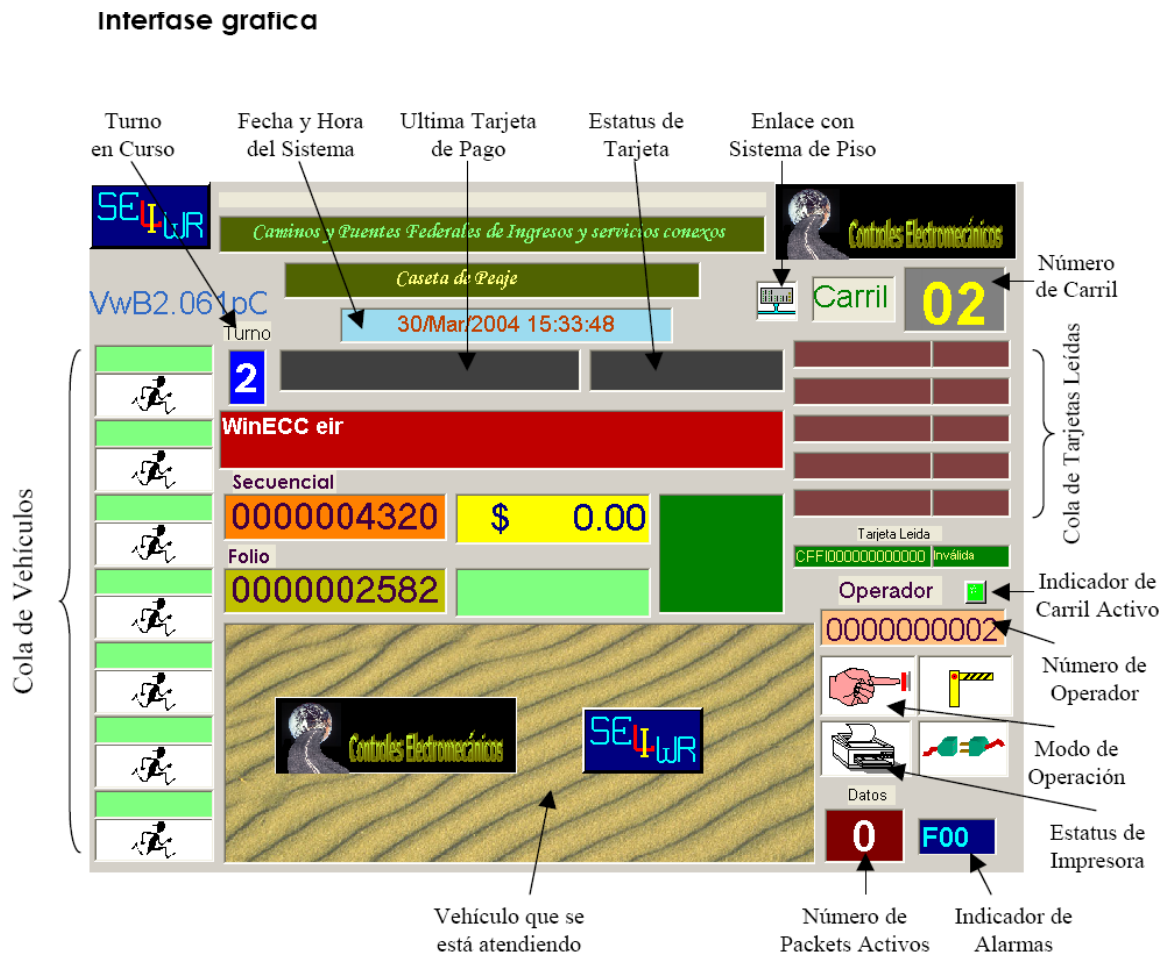 Interfase gráfica
Turno
en Curso
Fecha y Hora
del Sistema
Ultima Tarjeta
de Pago
Estatus de
Tarjeta
Enlace con
Sistema de Piso
SEIIWR
Caminos y Puentes Federales de Ingresos y servicios conexos
Controles Electromecánicos
Caseta de Peaje
VwB2.061pC
Carril
02
Número
de Carril
30/Mar/2004 15:33:48
Turno
2
WinECC eir
Cola de Vehículos
Cola de Tarjetas Leídas
Secuencial
0000004320
$ 0.00
Folio
0000002582
Tarjeta Leida
CFFI000000000000
Inválida
Operador
Indicador de
Carril Activo
0000000002
Número de
Operador
Controles Electromecánicos
SEIIWR
Modo de
Operación
Datos
0
F00
Estatus de
Impresora
Vehículo que se
está atendiendo
Número de
Packets Activos
Indicador de
Alarmas